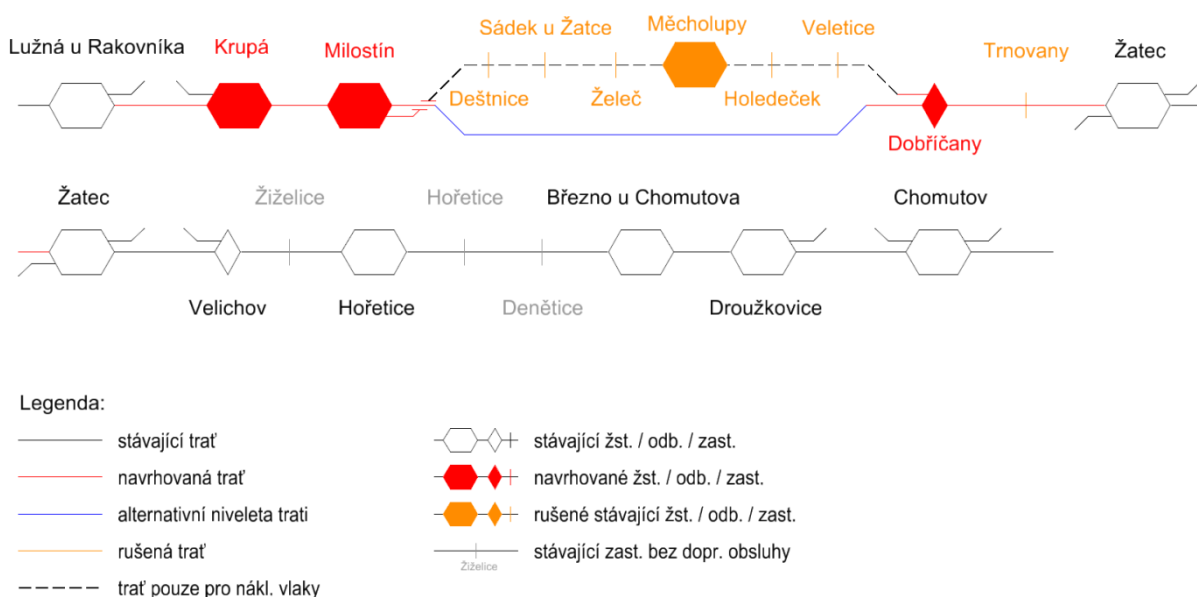 Lužná u Rakovníka
Krupá
Milostín
Sádek u Žatce
Měcholupy
Veletice
Trnovany
Žatec
Deštnice
Želeč
Holedeček
Dobříčany
Žatec
Žiželice
Hořetice
Březno u Chomutova
Chomutov
Velichov
Hořetice
Denětice
Droužkovice
Legenda:
stávající trať
navrhovaná trať
alternativní niveleta trati
rušená trať
trať pouze pro nákl. vlaky
stávající žst. / odb. / zast.
navrhované žst. / odb. / zast.
rušené stávající žst. / odb. / zast.
stávající zast. bez dopr. obsluhy
Žiželice